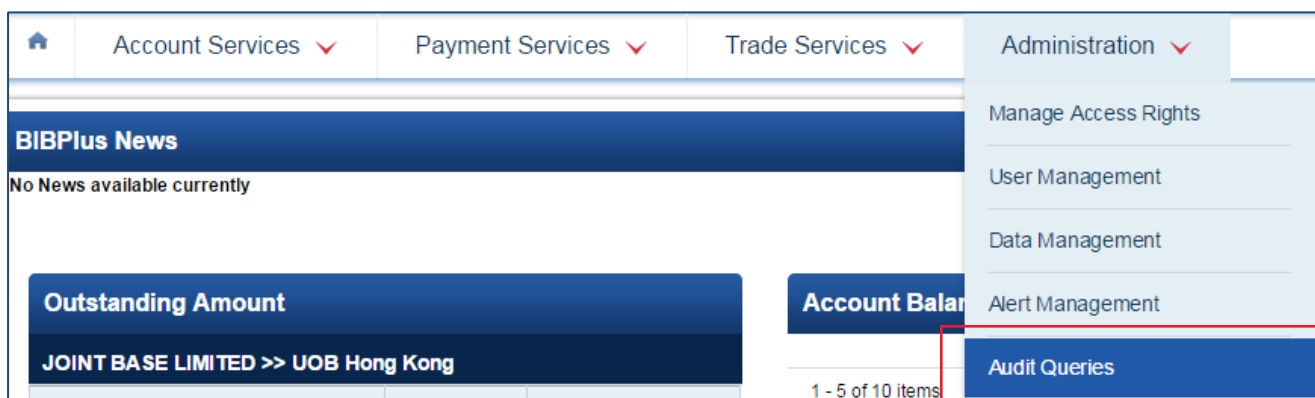 Account Services
Payment Services
Trade Services
Administration
Manage Access Rights
BIBPlus News
No News available currently
User Management
Data Management
Outstanding Amount
Account Balan
Alert Management
JOINT BASE LIMITED >> UOB Hong Kong
Audit Queries
1 - 5 of 10 items